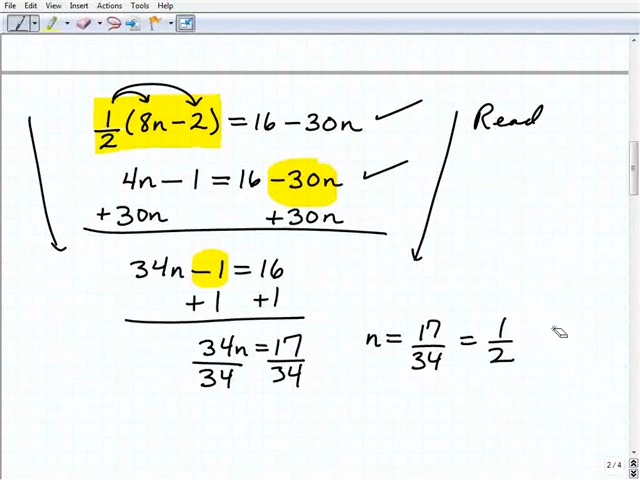 File Edit View Insert Actions Tools Help
1/2 (8n - 2) = 16 - 30n Read
4n - 1 = 16 - 30n
+30n +30n
34n - 1 = 16
+1 +1
34n/34 = 17/34 n = 17/34 = 1/2
2 / 4